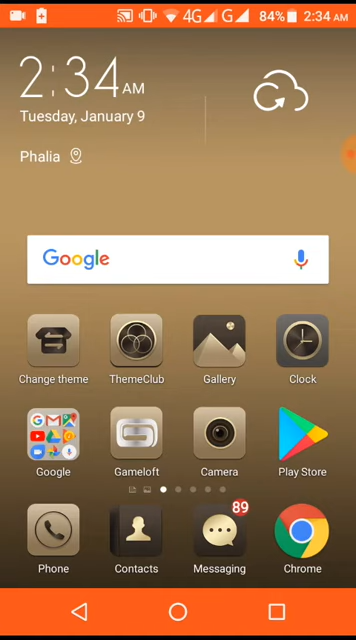 4G G 84% 2:34 AM
2:34 AM
Tuesday, January 9
Phalia
Google
Change theme ThemeClub Gallery Clock
Google Gameloft Camera Play Store
89
Phone Contacts Messaging Chrome